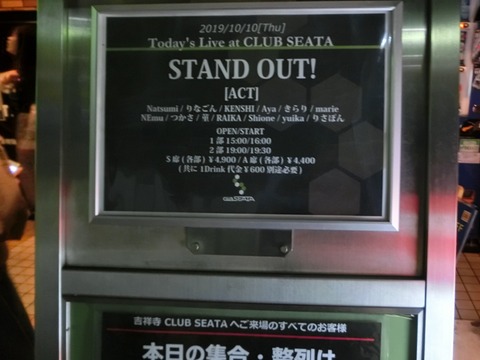 2019/10/10[Thu]
Today's Live at CLUB SEATA
STAND OUT!
[ACT]
Natsumi / りなごん / KENSHI / Aya / きらり / marie
NEmu / つかさ / 菫 / RAIKA / Shione / yuika / りさぽん
OPEN/START
1部 15:00/16:00
2部 19:00/19:30
S席 (各部) ¥4,900 / A席 (各部) ¥4,400
(共に 1Drink 代金¥600 別途必要)
CLUB SEATA
吉祥寺 CLUB SEATA へご来場のすべてのお客様
本日の集合・整列は